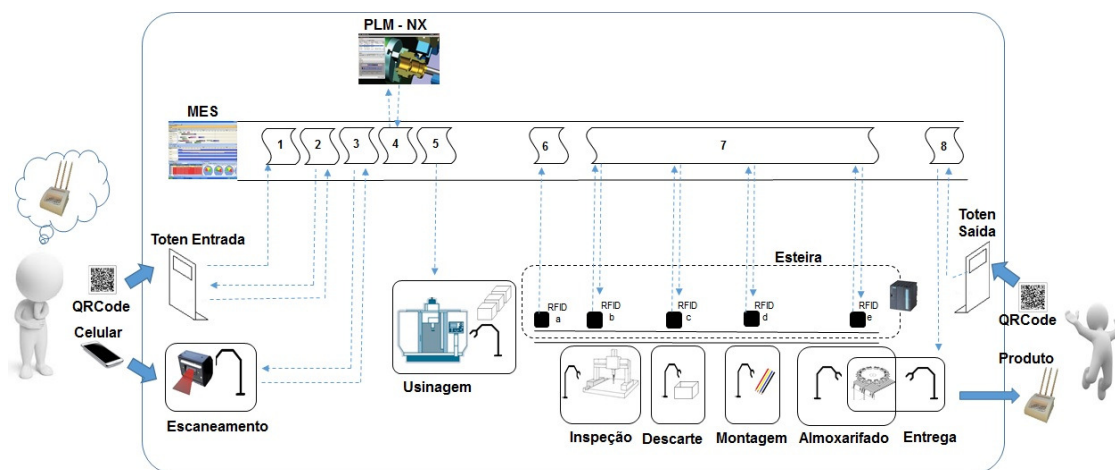 PLM - NX
MES
1
2
3
4
5
6
7
8
Toten Entrada
Toten
Saída
Esteira
QRCode
Celular
RFID
a
RFID
b
RFID
c
RFID
d
RFID
e
QRCode
Produto
Usinagem
Escaneamento
Inspeção
Descarte
Montagem
Almoxarifado
Entrega